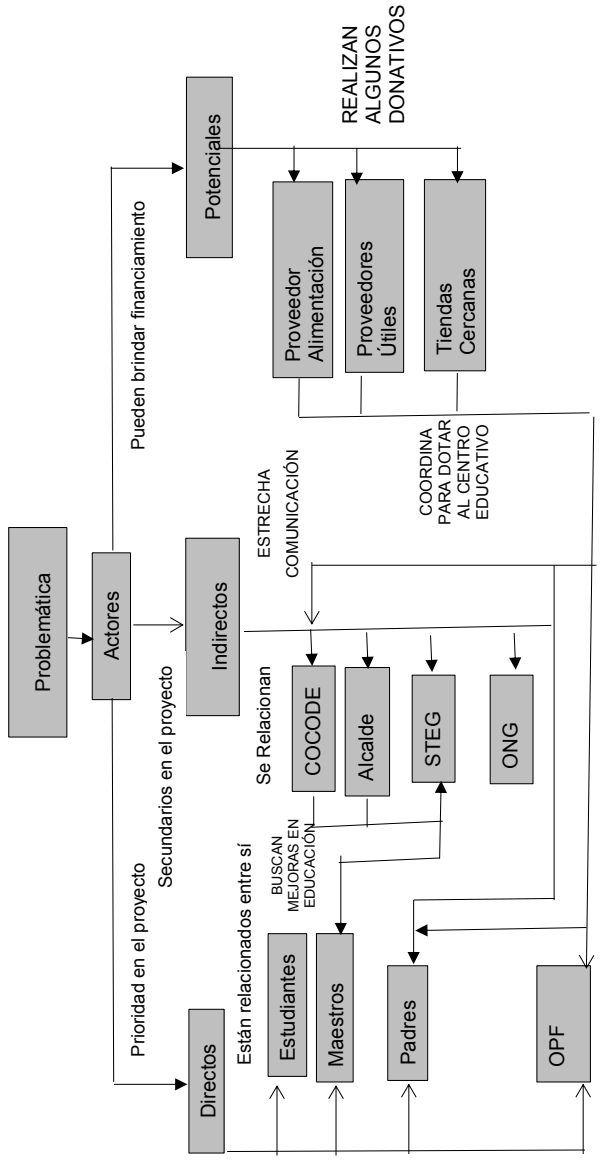 Problemática
Actores
Prioridad en el proyecto
Secundarios en el proyecto
Pueden brindar financiamiento
Directos
Indirectos
Potenciales
Están relacionados entre sí
Estudiantes
Maestros
Padres
OPF
BUSCAN
MEJORAS EN
EDUCACIÓN
Se Relacionan
COCODE
Alcalde
STEG
ONG
ESTRECHA
COMUNICACIÓN
Proveedor
Alimentación
Proveedores
Útiles
Tiendas
Cercanas
REALIZAN
ALGUNOS
DONATIVOS
COORDINA
PARA DOTAR
AL CENTRO
EDUCATIVO